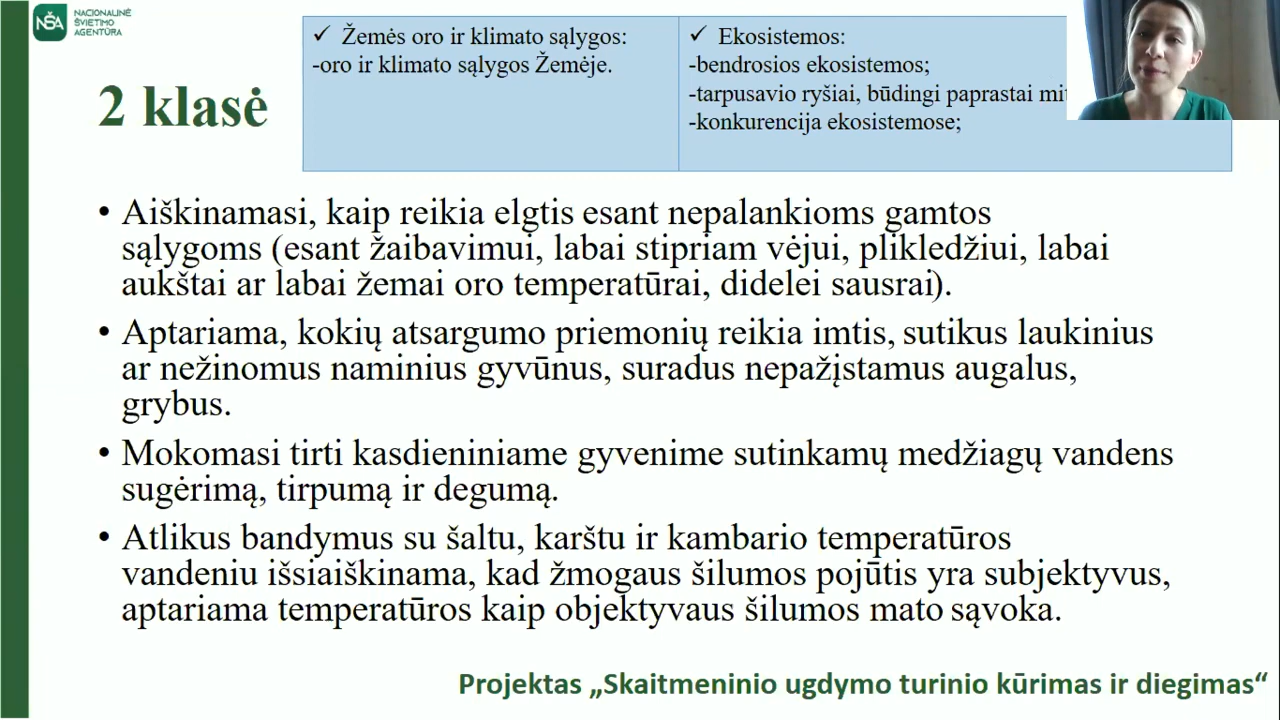 NŠA
NACIONALINĖ
ŠVIETIMO
AGENTŪRA
2 klasė
✓ Žemės oro ir klimato sąlygos:
-oro ir klimato sąlygos Žemėje.
✓ Ekosistemos:
-bendrosios ekosistemos;
-tarpusavio ryšiai, būdingi paprastai
-konkurencija ekosistemose;
• Aiškinamasi, kaip reikia elgtis esant nepalankioms gamtos
sąlygoms (esant žaibavimui, labai stipriam vėjui, plikledžiui, labai
aukštai ar labai žemai oro temperatūrai, didelei sausrai).
• Aptariama, kokių atsargumo priemonių reikia imtis, sutikus laukinius
ar nežinomus naminius gyvūnus, suradus nepažįstamus augalus,
grybus.
• Mokomasi tirti kasdieniniame gyvenime sutinkamų medžiagų vandens
sugėrimą, tirpumą ir degumą.
• Atlikus bandymus su šaltu, karštu ir kambario temperatūros
vandeniu išsiaiškinama, kad žmogaus šilumos pojūtis yra subjektyvus,
aptariama temperatūros kaip objektyvaus šilumos mato sąvoka.
Projektas „Skaitmeninio ugdymo turinio kūrimas ir diegimas“